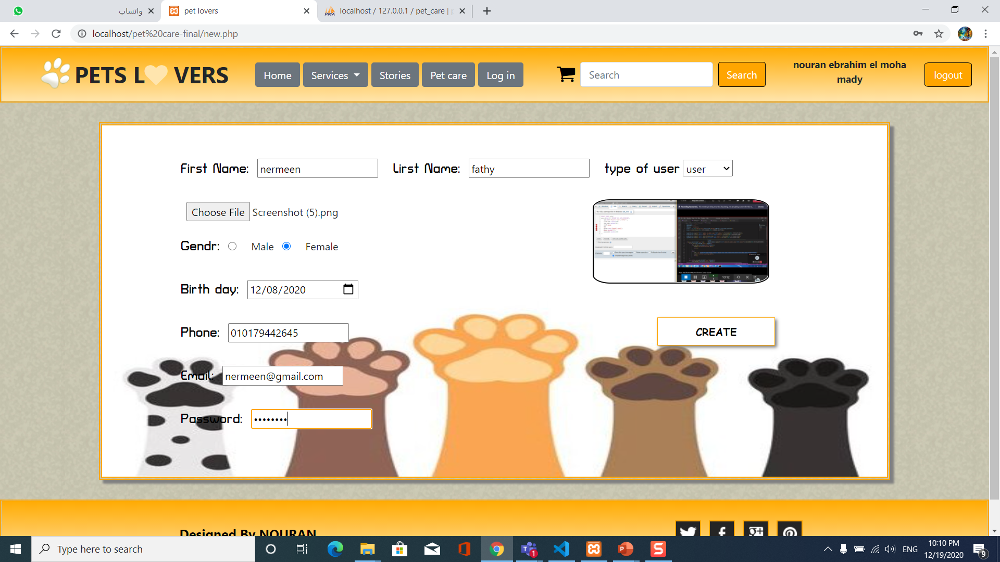 واتساب
pet lovers
localhost / 127.0.0.1 / pet_care |
localhost/pet%20care-final/new.php
PETS L VERS
Home
Services
Stories
Pet care
Log in
Search
Search
nouran ebrahim el moha
mady
logout
First Name: nermeen
Lirst Name: fathy
type of user user
Choose File Screenshot (5).png
Gendr: Male Female
Birth day: 12/08/2020
Phone: 010179442645
CREATE
Email: nermeen@gmail.com
Password: ••••••••
Designed By NOURAN
Type here to search
ENG
10:10 PM
12/19/2020